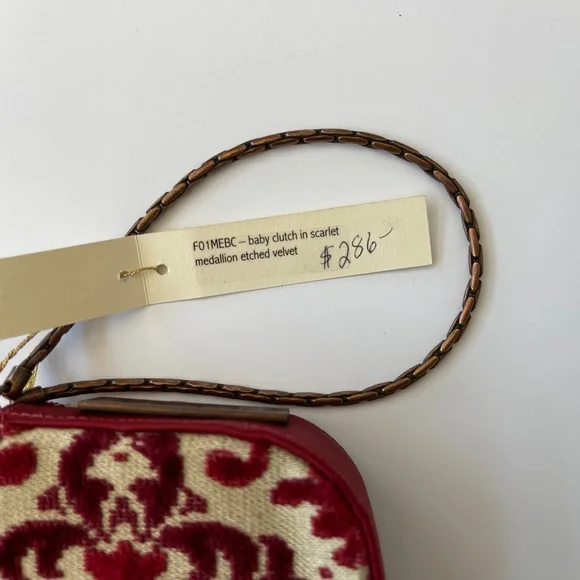 F01MEBC – baby clutch in scarlet
medallion etched velvet $286-